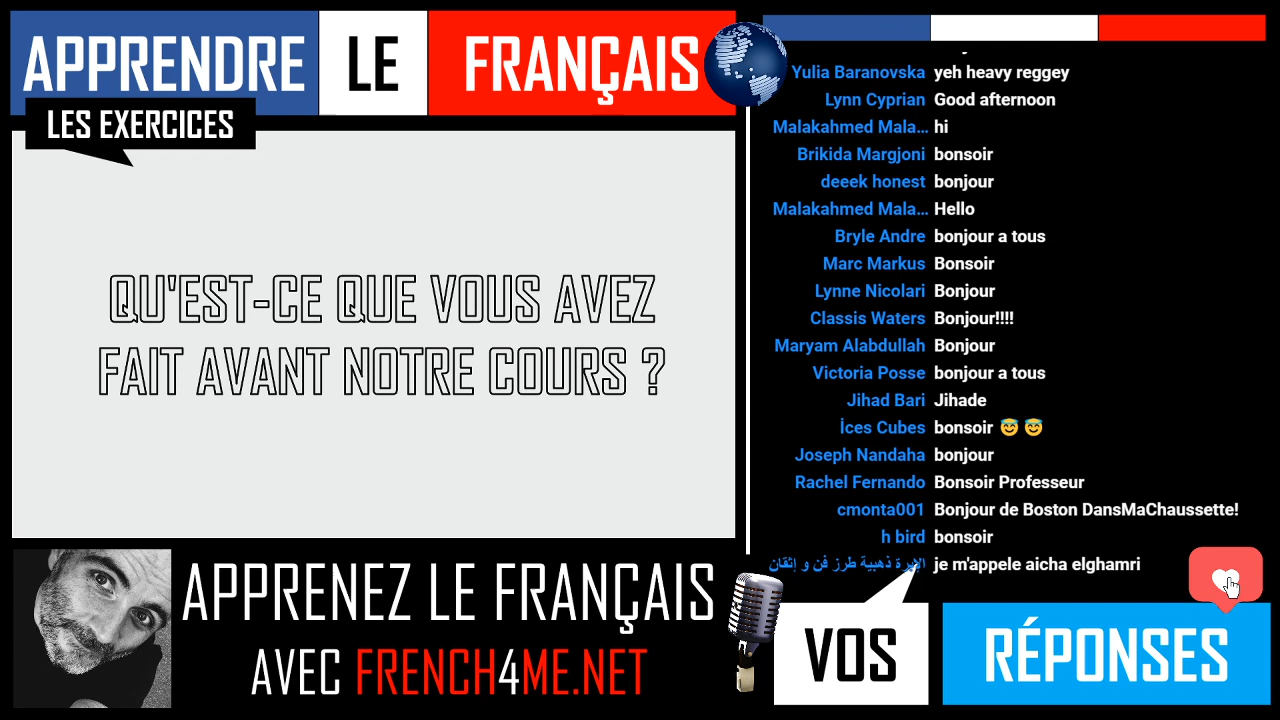 APPRENDRE LE FRANÇAIS
LES EXERCICES
QU'EST-CE QUE VOUS AVEZ
FAIT AVANT NOTRE COURS ?
APPRENEZ LE FRANÇAIS
AVEC FRENCH4ME.NET
Yulia Baranovska yeh heavy reggey
Lynn Cyprian Good afternoon
Malakahmed Mala... hi
Brikida Margjoni bonsoir
deeek honest bonjour
Malakahmed Mala... Hello
Bryle Andre bonjour a tous
Marc Markus Bonsoir
Lynne Nicolari Bonjour
Classis Waters Bonjour!!!!
Maryam Alabdullah Bonjour
Victoria Posse bonjour a tous
Jihad Bari Jihade
İces Cubes bonsoir 😇 😇
Joseph Nandaha bonjour
Rachel Fernando Bonsoir Professeur
cmonta001 Bonjour de Boston DansMaChaussette!
h bird bonsoir
ذهبية طرز فن و إتقان je m'appele aicha elghamri
VOS RÉPONSES